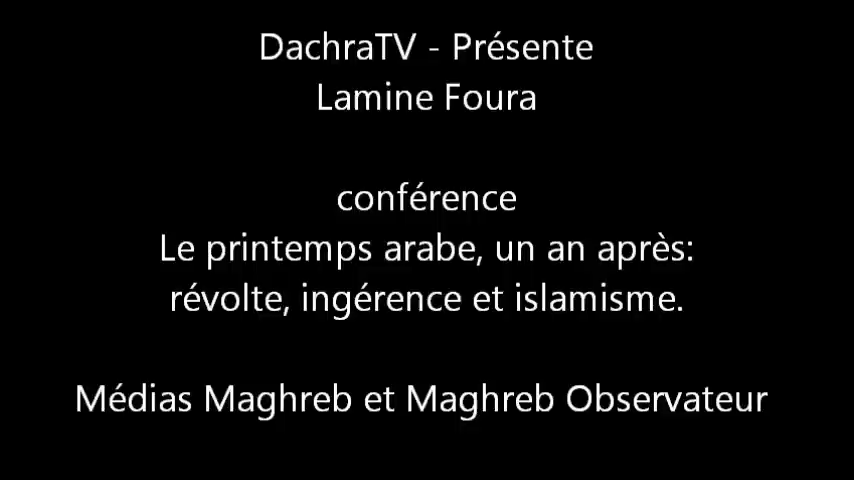 DachraTV - Présente
Lamine Foura
conférence
Le printemps arabe, un an après:
révolte, ingérence et islamisme.
Médias Maghreb et Maghreb Observateur